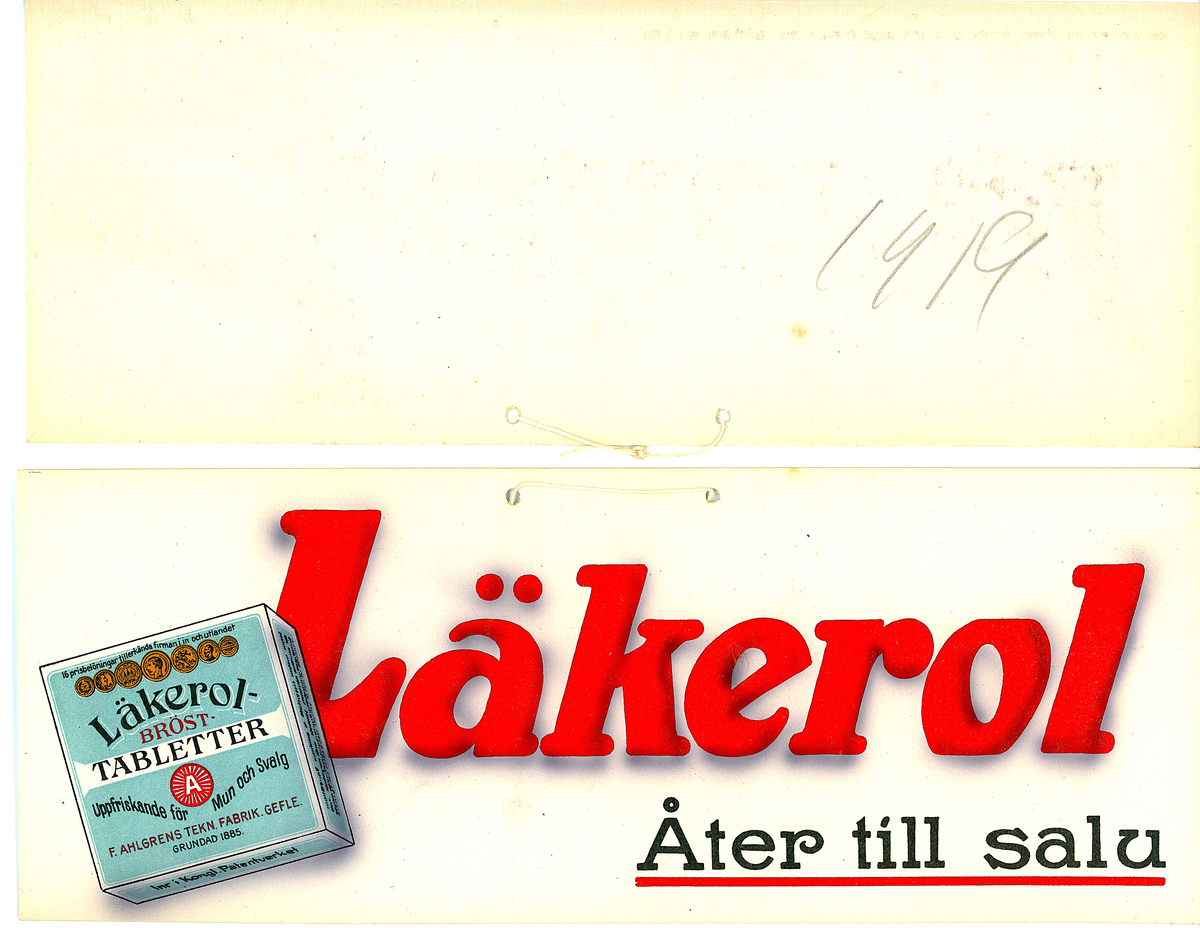 1919
Läkerol
16 prisbelöningar tillerkända firman i in och utlandet
Läkerol-
BRÖST-
TABLETTER
A
Uppfriskande för Mun och Svalg
F. AHLGRENS TEKN. FABRIK. GEFLE.
GRUNDAD 1885.
Inr. i Kongl. Patentverket
Åter till salu